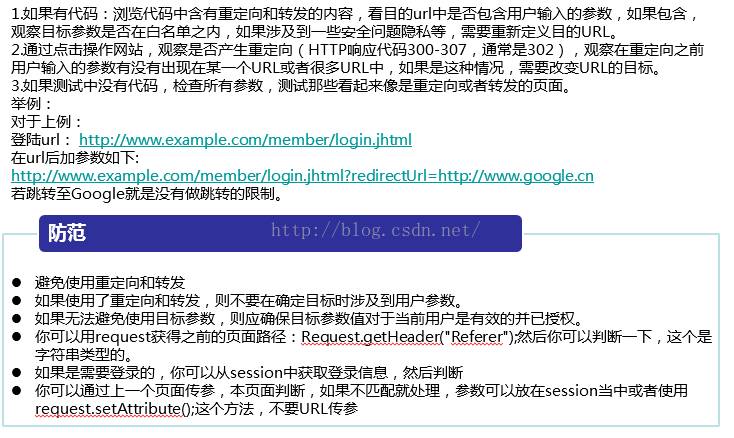 1.如果有代码：浏览代码中含有重定向和转发的内容，看目的url中是否包含用户输入的参数，如果包含，
观察目标参数是否在白名单之内，如果涉及到一些安全问题隐私等，需要重新定义目的URL。
2.通过点击操作网站，观察是否产生重定向（HTTP响应代码300-307，通常是302），观察在重定向之前
用户输入的参数有没有出现在某一个URL或者很多URL中，如果是这种情况，需要改变URL的目标。
3.如果测试中没有代码，检查所有参数，测试那些看起来像是重定向或者转发的页面。
举例：
对于上例：
登陆url： http://www.example.com/member/login.jhtml
在url后加参数如下:
http://www.example.com/member/login.jhtml?redirectUrl=http://www.google.cn
若跳转至Google就是没有做跳转的限制。
防范 http://blog.csdn.net/
● 避免使用重定向和转发
● 如果使用了重定向和转发，则不要在确定目标时涉及到用户参数。
● 如果无法避免使用目标参数，则应确保目标参数值对于当前用户是有效的并已授权。
● 你可以用request获得之前的页面路径：Request.getHeader("Referer");然后你可以判断一下，这个是
字符串类型的。
● 如果是需要登录的，你可以从session中获取登录信息，然后判断
● 你可以通过上一个页面传参，本页面判断，如果不匹配就处理，参数可以放在session当中或者使用
request.setAttribute();这个方法，不要URL传参